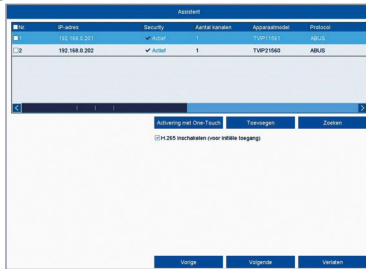 Assistent
Nr. IP-adres Security Aantal kanalen Apparaatmodel Protocol
1 192.168.0.201 Actief 1 TVIP11561 ABUS
2 192.168.0.202 Actief 1 TVIP21560 ABUS
Activering met One-Touch Toevoegen Zoeken
H.265 inschakelen (voor initiële toegang)
Vorige Volgende Verlaten